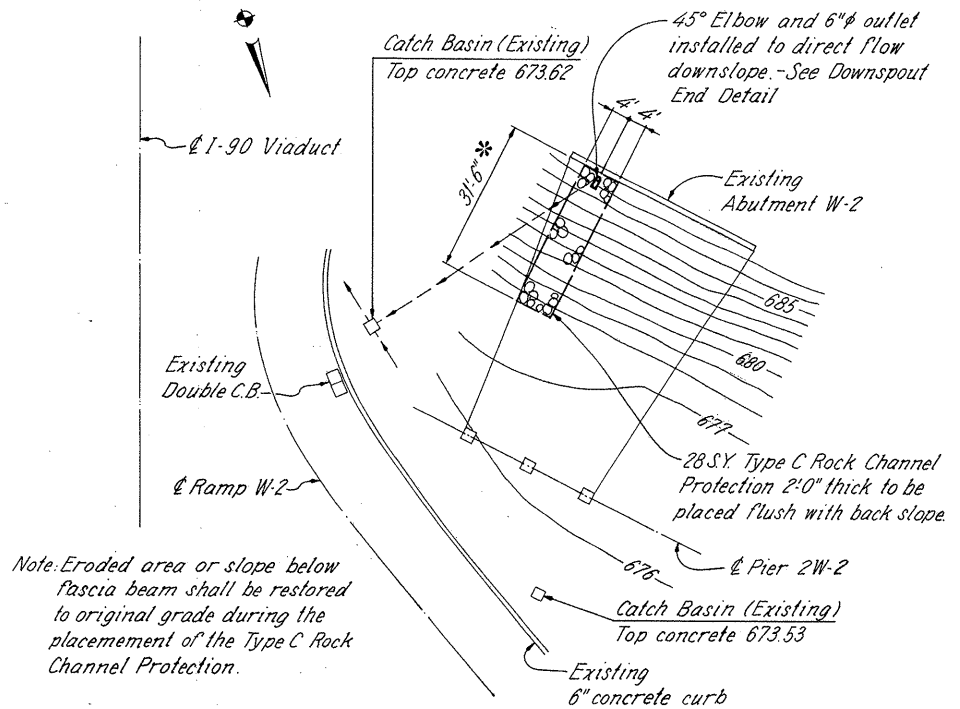 45° Elbow and 6"φ outlet
installed to direct flow
downslope.-See Downspout
End Detail
Catch Basin (Existing)
Top concrete 673.62
4' 4'
℄ I-90 Viaduct
31'-6"*
Existing
Abutment W-2
685
680
677
Existing
Double C.B.
28 S.Y. Type C Rock Channel
Protection 2'-0" thick to be
placed flush with back slope.
℄ Ramp W-2
Note: Eroded area or slope below
fascia beam shall be restored
to original grade during the
placemement of the Type C Rock
Channel Protection.
℄ Pier 2W-2
676
Catch Basin (Existing)
Top concrete 673.53
Existing
6" concrete curb